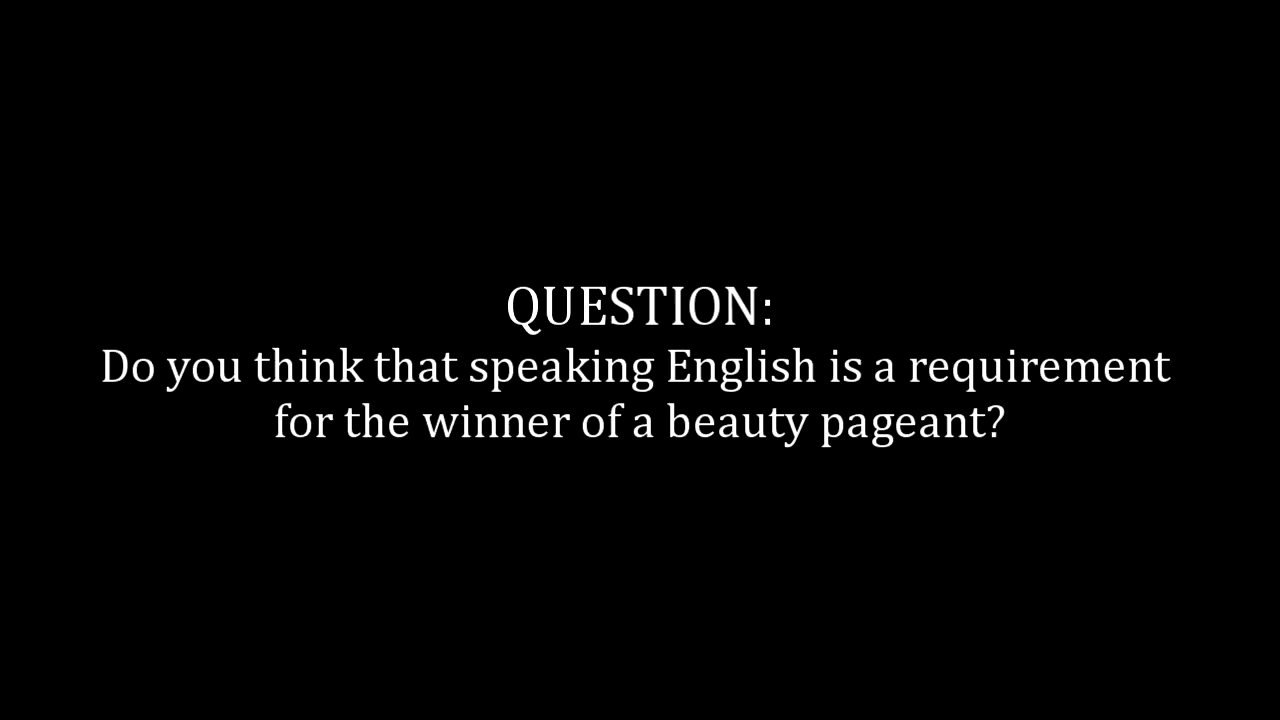 QUESTION:
Do you think that speaking English is a requirement
for the winner of a beauty pageant?